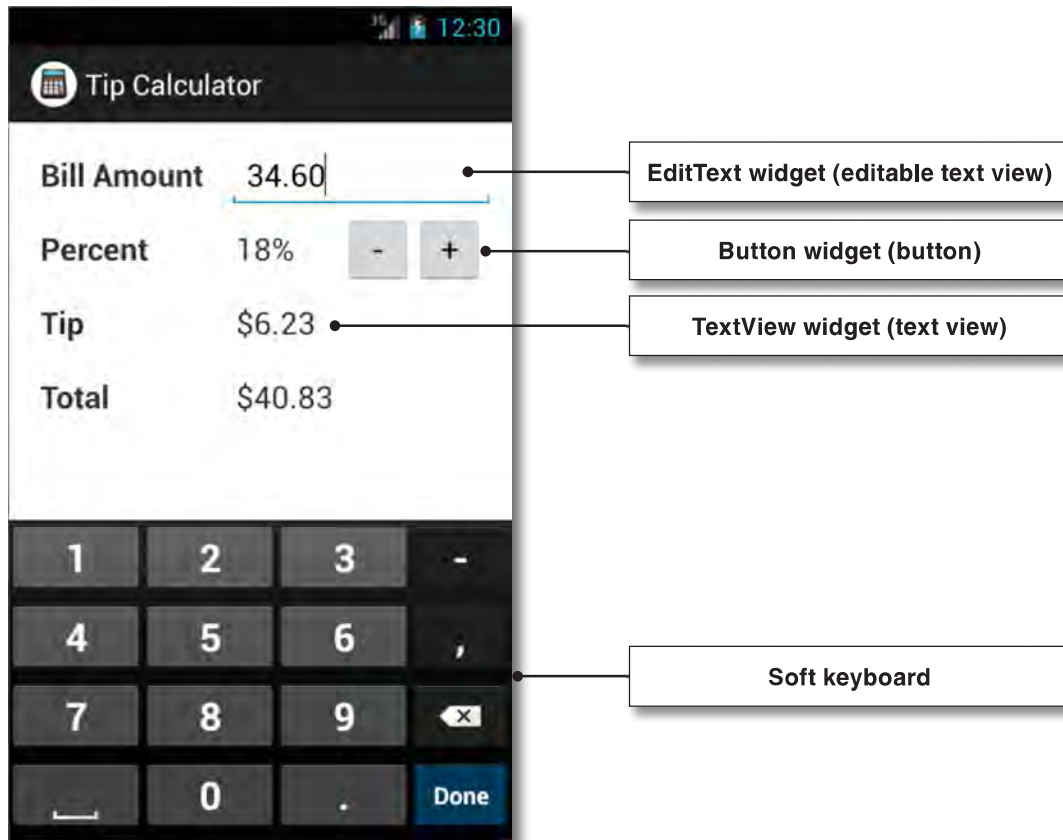 3G 12:30
Tip Calculator
Bill Amount 34.60
EditText widget (editable text view)
Percent 18% - +
Button widget (button)
Tip $6.23
TextView widget (text view)
Total $40.83
1 2 3 -
4 5 6 ,
Soft keyboard
7 8 9
0 . Done